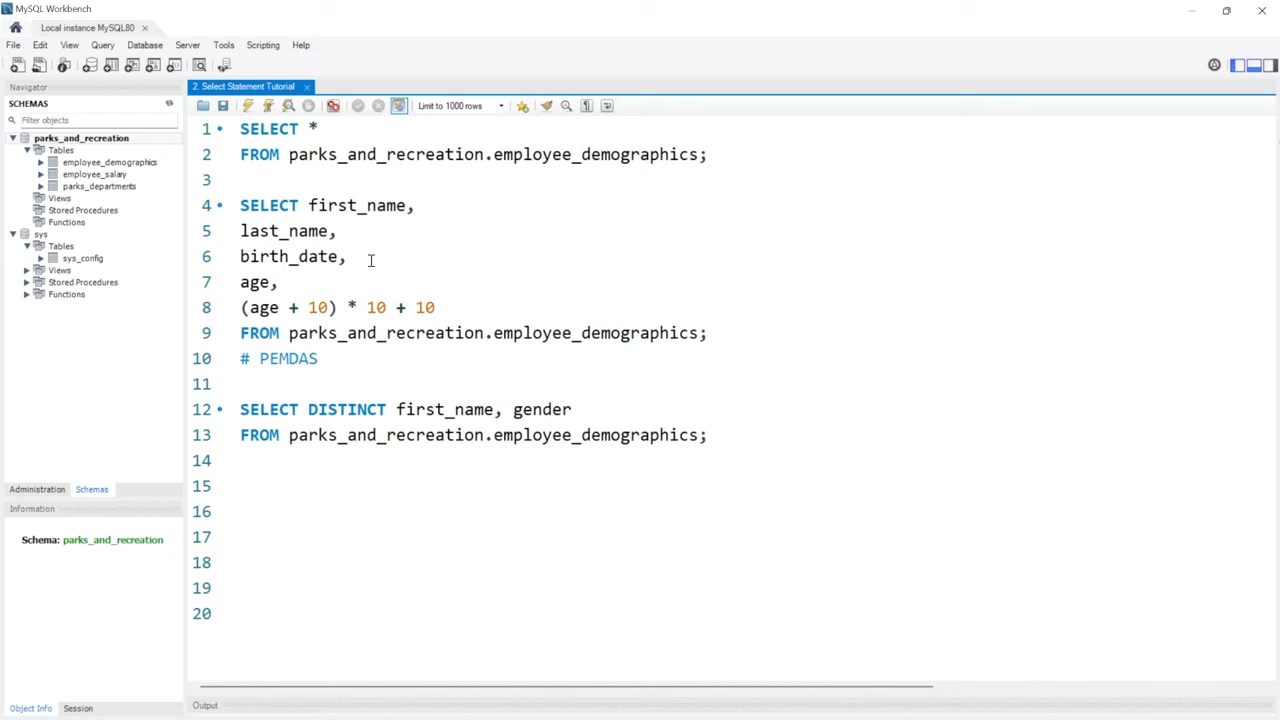 MySQL Workbench
Local instance MySQL80
File Edit View Query Database Server Tools Scripting Help
Navigator
SCHEMAS
Filter objects
parks_and_recreation
Tables
employee_demographics
employee_salary
parks_departments
Views
Stored Procedures
Functions
sys
Tables
sys_config
Views
Stored Procedures
Functions
Administration Schemas
Information
Schema: parks_and_recreation
Object Info Session
2. Select Statement Tutorial
Limit to 1000 rows
1 SELECT *
2 FROM parks_and_recreation.employee_demographics;
3
4 SELECT first_name,
5 last_name,
6 birth_date,
7 age,
8 (age + 10) * 10 + 10
9 FROM parks_and_recreation.employee_demographics;
10 # PEMDAS
11
12 SELECT DISTINCT first_name, gender
13 FROM parks_and_recreation.employee_demographics;
14
15
16
17
18
19
20
Output